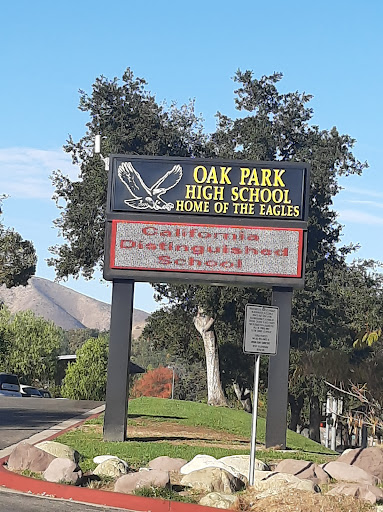 OAK PARK
HIGH SCHOOL
HOME OF THE EAGLES
California
Distinguished
School